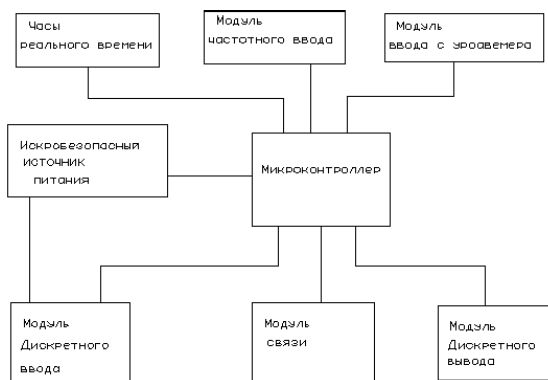 Часы
реального времени
Модуль
частотного ввода
Модуль
ввода с уроавемера
Искробезопасный
источник
питания
Микроконтроллер
Модуль
Дискретного
ввода
Модуль
связи
Модуль
Дискретного
вывода